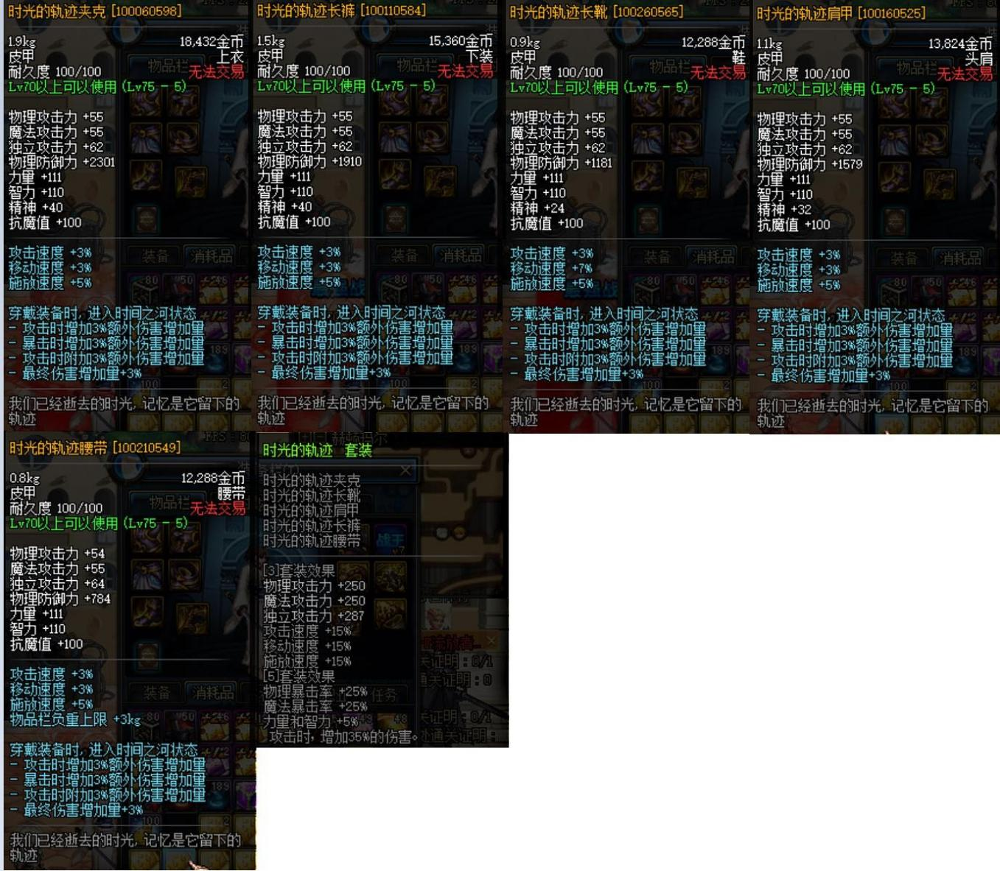 时光的轨迹夹克 [100060598]
1.9kg
18,432金币
皮甲
上衣
耐久度 100/100
无法交易
Lv70以上可以使用 (Lv75 - 5)
物理攻击力 +55
魔法攻击力 +55
独立攻击力 +62
物理防御力 +2301
力量 +111
智力 +110
精神 +40
抗魔值 +100
攻击速度 +3%
移动速度 +3%
施放速度 +5%
穿戴装备时, 进入时间之河状态
- 攻击时增加3%额外伤害增加量
- 暴击时增加3%额外伤害增加量
- 攻击时附加3%额外伤害增加量
- 最终伤害增加量+3%
我们已经逝去的时光, 记忆是它留下的
轨迹
时光的轨迹长裤 [100110584]
1.5kg
15,360金币
皮甲
下装
耐久度 100/100
无法交易
Lv70以上可以使用 (Lv75 - 5)
物理攻击力 +55
魔法攻击力 +55
独立攻击力 +62
物理防御力 +1910
力量 +111
智力 +110
精神 +40
抗魔值 +100
攻击速度 +3%
移动速度 +3%
施放速度 +5%
穿戴装备时, 进入时间之河状态
- 攻击时增加3%额外伤害增加量
- 暴击时增加3%额外伤害增加量
- 攻击时附加3%额外伤害增加量
- 最终伤害增加量+3%
我们已经逝去的时光, 记忆是它留下的
轨迹
时光的轨迹长靴 [100260565]
0.9kg
12,288金币
皮甲
鞋
耐久度 100/100
无法交易
Lv70以上可以使用 (Lv75 - 5)
物理攻击力 +55
魔法攻击力 +55
独立攻击力 +62
物理防御力 +1181
力量 +111
智力 +110
精神 +24
抗魔值 +100
攻击速度 +3%
移动速度 +7%
施放速度 +5%
穿戴装备时, 进入时间之河状态
- 攻击时增加3%额外伤害增加量
- 暴击时增加3%额外伤害增加量
- 攻击时附加3%额外伤害增加量
- 最终伤害增加量+3%
我们已经逝去的时光, 记忆是它留下的
轨迹
时光的轨迹肩甲 [100160525]
1.1kg
13,824金币
皮甲
头肩
耐久度 100/100
无法交易
Lv70以上可以使用 (Lv75 - 5)
物理攻击力 +55
魔法攻击力 +55
独立攻击力 +62
物理防御力 +1579
力量 +111
智力 +110
精神 +32
抗魔值 +100
攻击速度 +3%
移动速度 +3%
施放速度 +5%
穿戴装备时, 进入时间之河状态
- 攻击时增加3%额外伤害增加量
- 暴击时增加3%额外伤害增加量
- 攻击时附加3%额外伤害增加量
- 最终伤害增加量+3%
我们已经逝去的时光, 记忆是它留下的
轨迹
时光的轨迹腰带 [100210549]
0.8kg
12,288金币
皮甲
腰带
耐久度 100/100
无法交易
Lv70以上可以使用 (Lv75 - 5)
物理攻击力 +54
魔法攻击力 +55
独立攻击力 +64
物理防御力 +784
力量 +111
智力 +110
抗魔值 +100
攻击速度 +3%
移动速度 +3%
施放速度 +5%
物品栏负重上限 +3kg
穿戴装备时, 进入时间之河状态
- 攻击时增加3%额外伤害增加量
- 暴击时增加3%额外伤害增加量
- 攻击时附加3%额外伤害增加量
- 最终伤害增加量+3%
我们已经逝去的时光, 记忆是它留下的
轨迹
时光的轨迹 套装
时光的轨迹夹克
时光的轨迹长靴
时光的轨迹肩甲
时光的轨迹长裤
时光的轨迹腰带
[3]套装效果
物理攻击力 +250
魔法攻击力 +250
独立攻击力 +287
攻击速度 +15%
移动速度 +15%
施放速度 +15%
[5]套装效果
物理暴击率 +25%
魔法暴击率 +25%
力量和智力 +5%
攻击时, 增加35%的伤害。